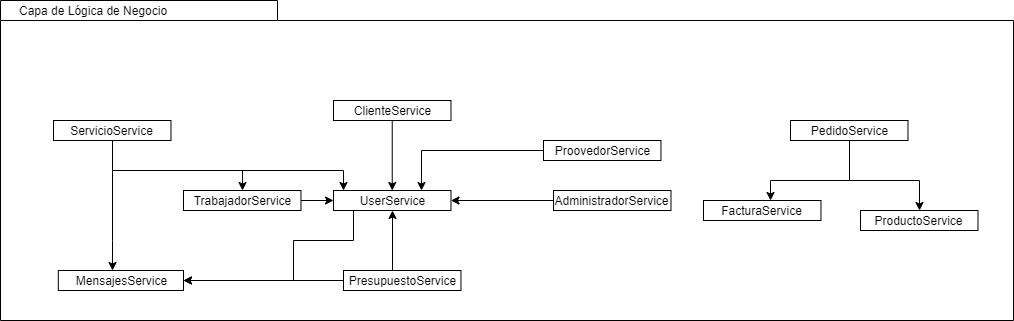 Capa de Lógica de Negocio
ClienteService
ServicioService
PedidoService
ProovedorService
TrabajadorService
UserService
AdministradorService
FacturaService
ProductoService
MensajesService
PresupuestoService